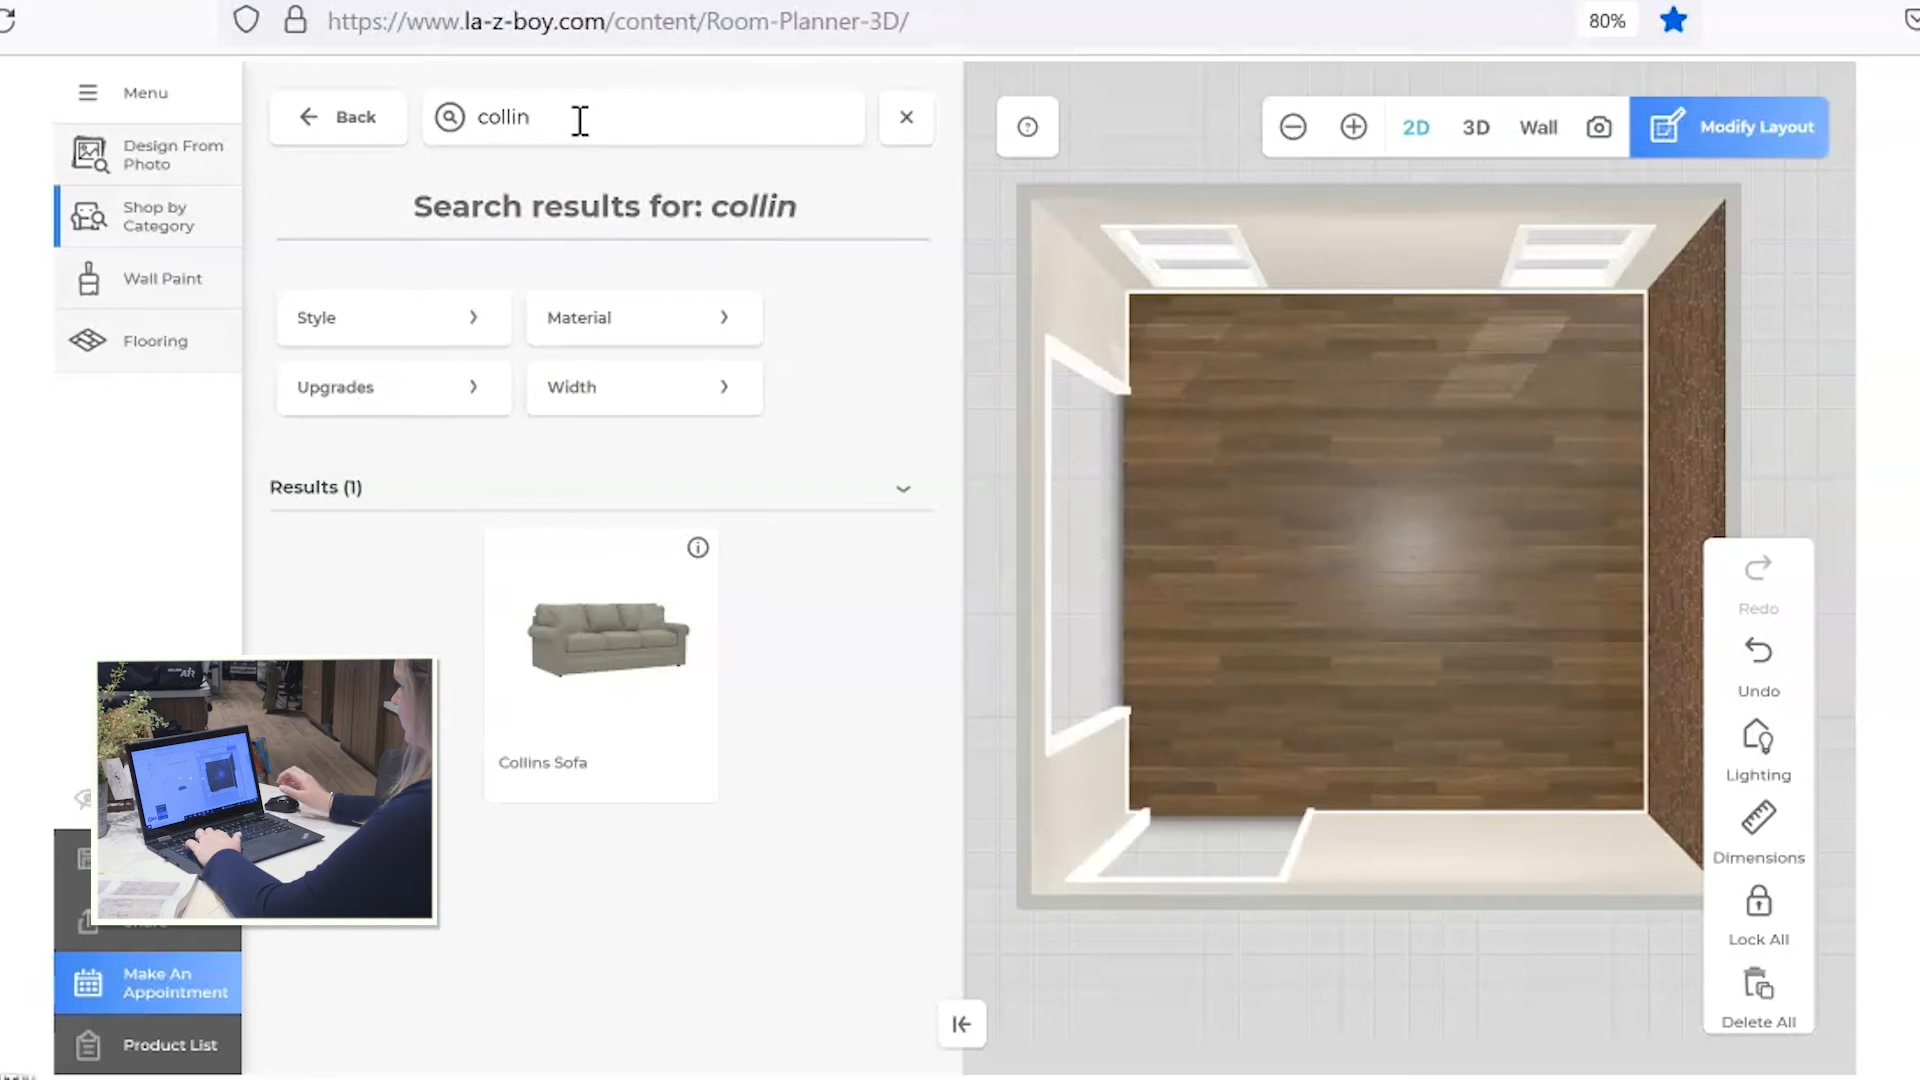 https://www.la-z-boy.com/content/Room-Planner-3D/
80%
Menu
Design From
Photo
Shop by
Category
Wall Paint
Flooring
Back
collin
Search results for: collin
Style
Material
Upgrades
Width
Results (1)
Collins Sofa
2D
3D
Wall
Modify Layout
Redo
Undo
Lighting
Dimensions
Lock All
Delete All
Make An
Appointment
Product List